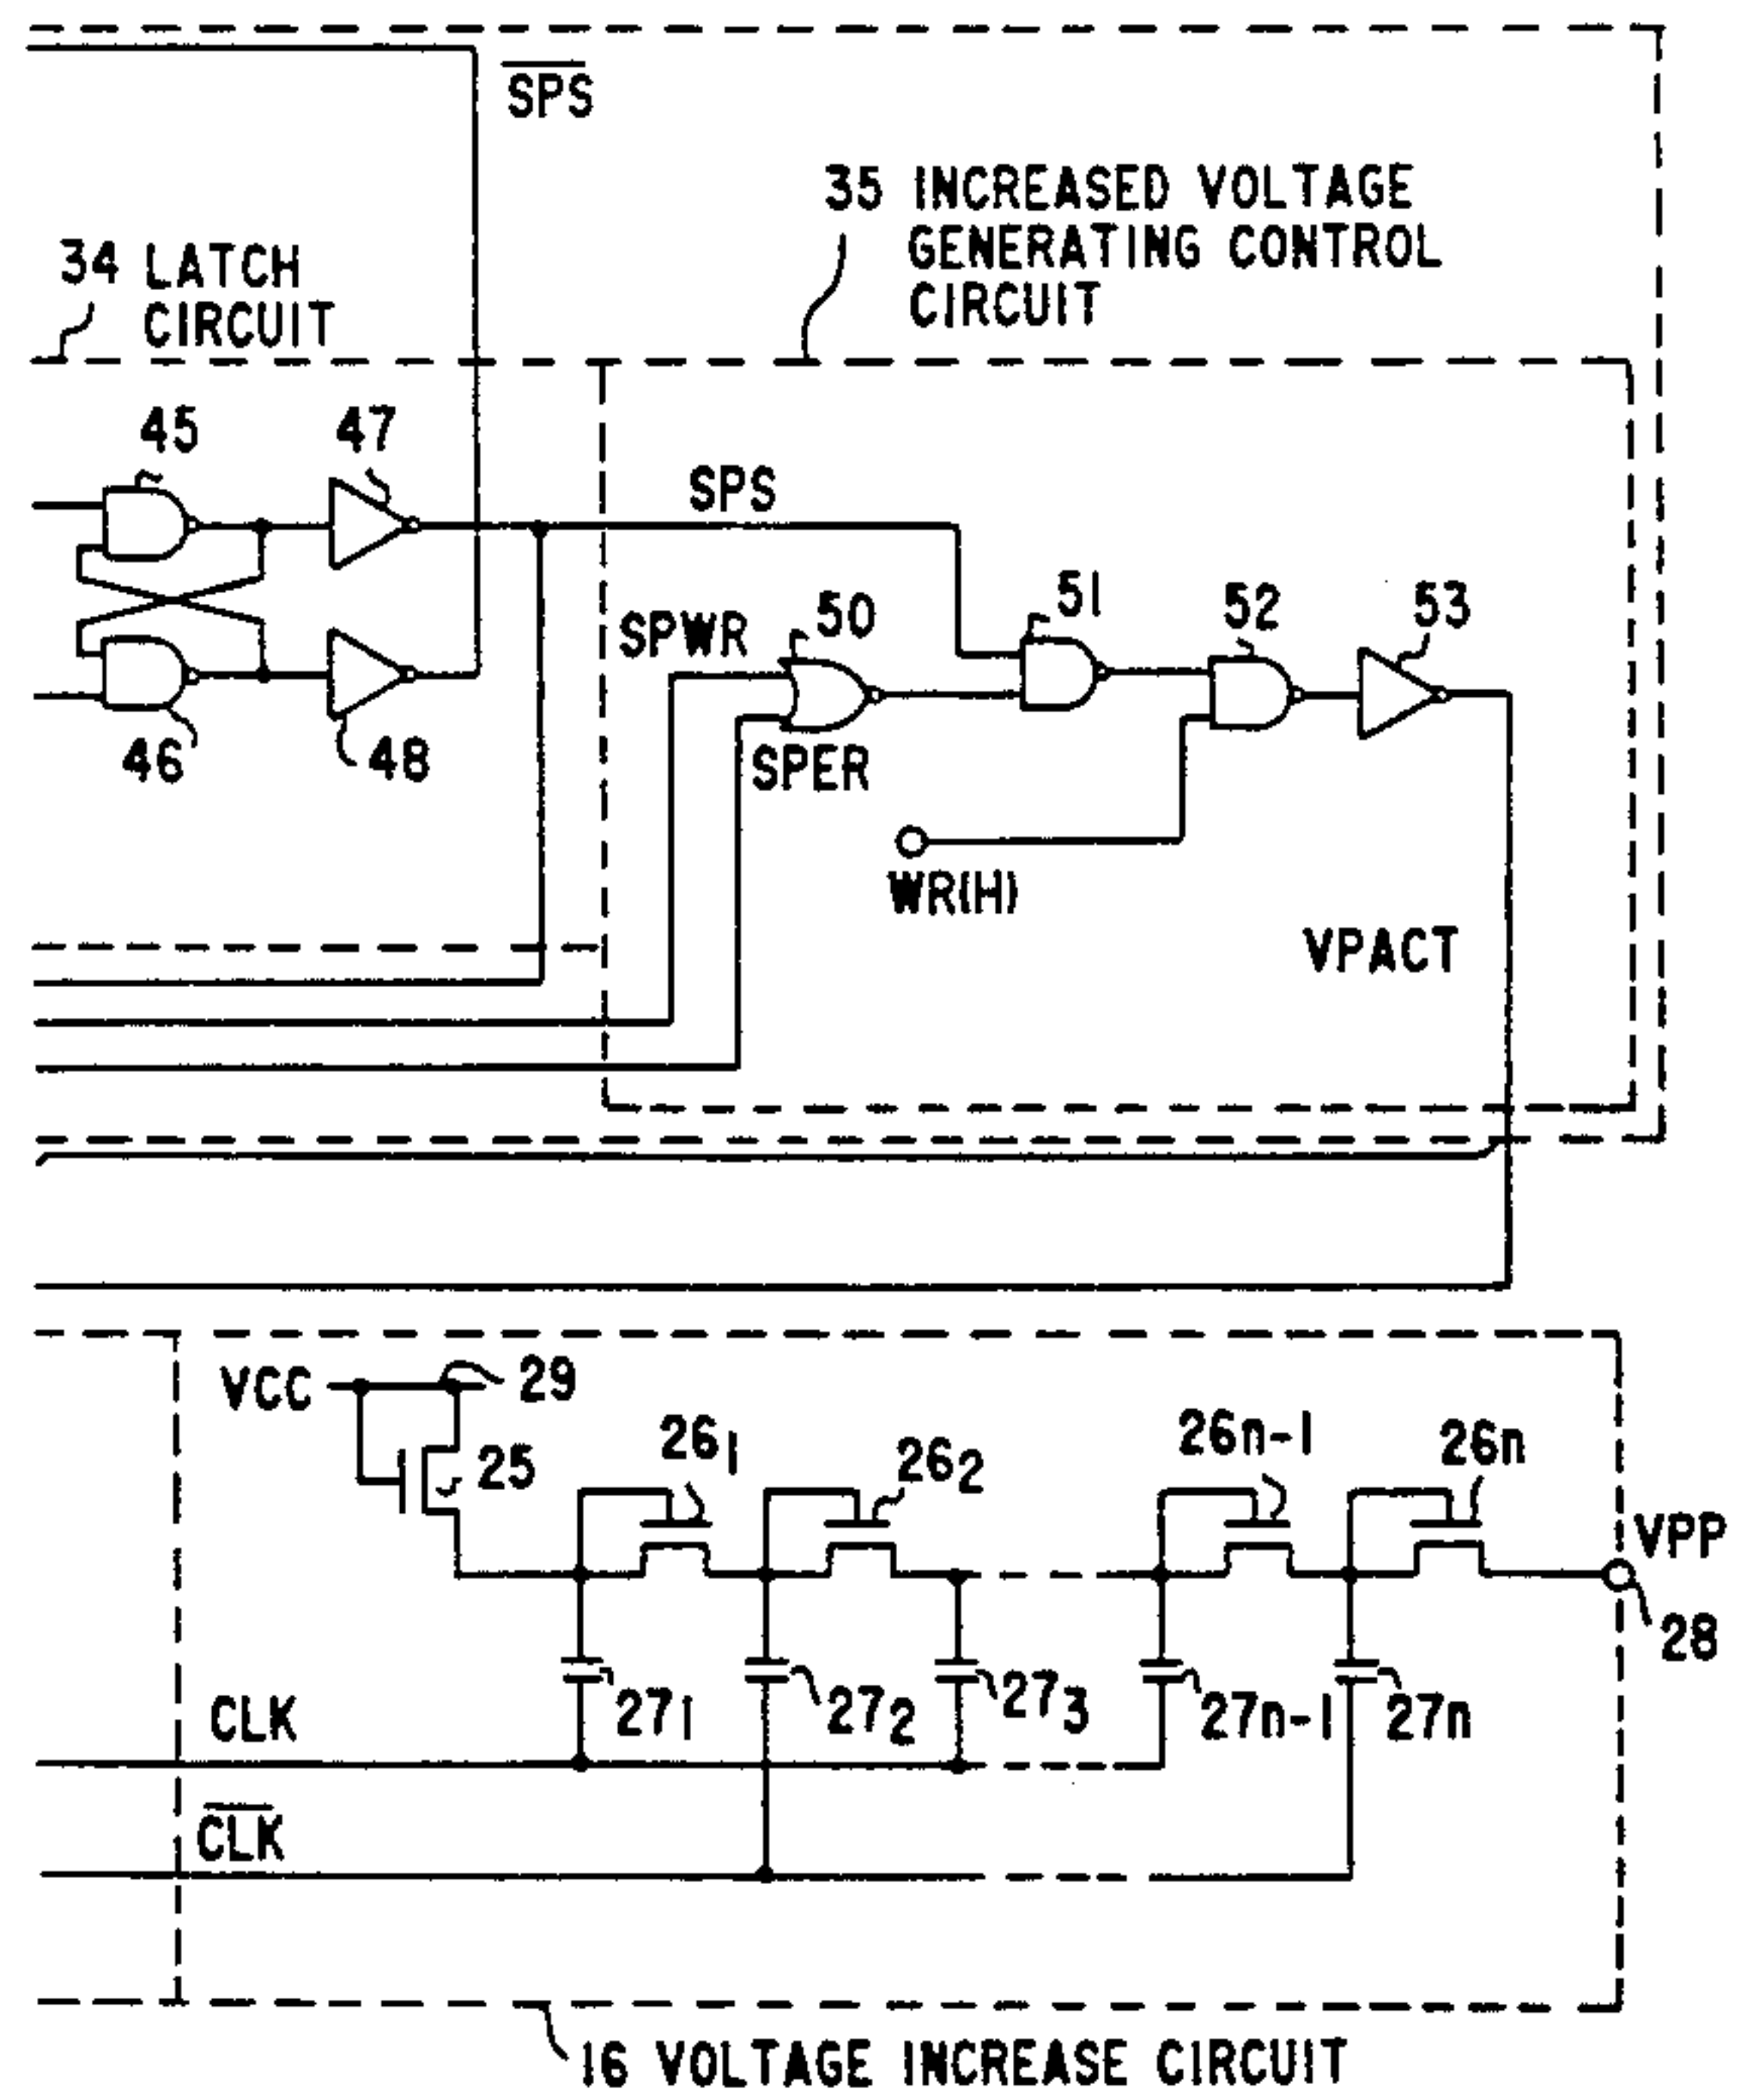 SPS
35 INCREASED VOLTAGE
GENERATING CONTROL
CIRCUIT
34 LATCH
CIRCUIT
45
47
SPS
51
52
53
50
SPWR
46
48
SPER
WR(H)
VPACT
VCC
29
25
26₁
26₂
26n-1
26n
VPP
28
27₁
27₂
27₃
27n-1
27n
CLK
CLK
16 VOLTAGE INCREASE CIRCUIT